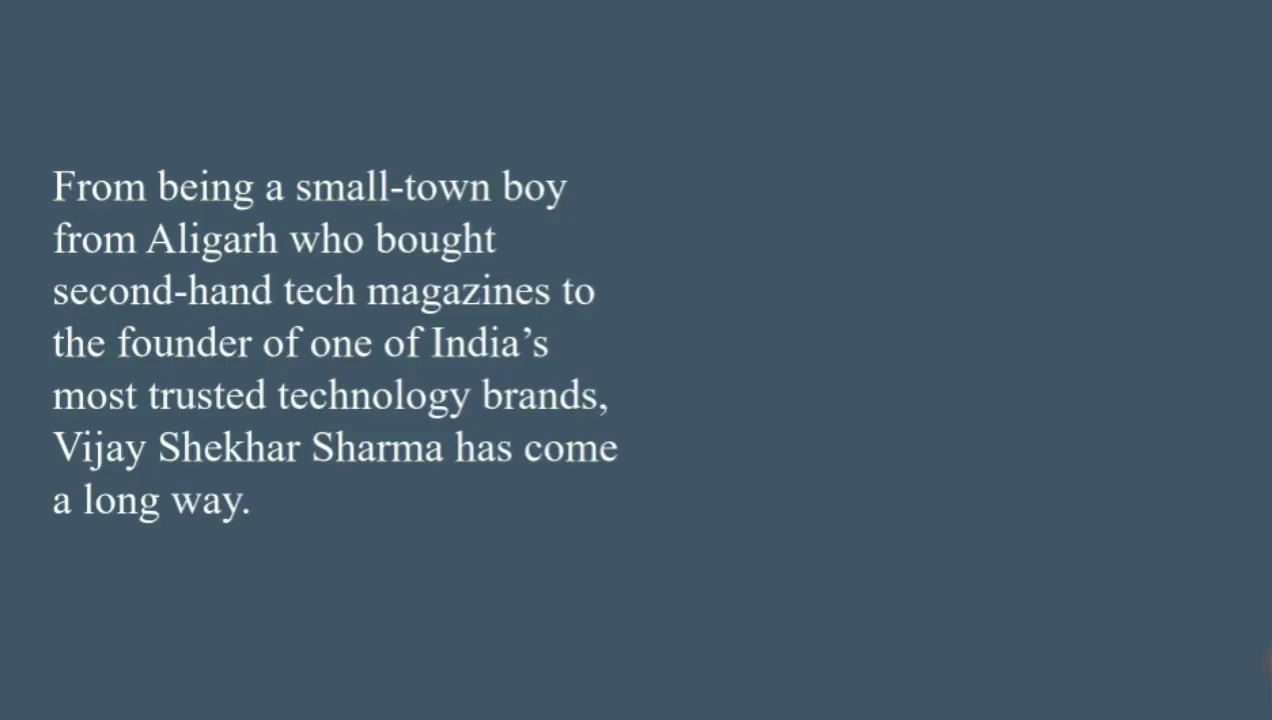 From being a small-town boy
from Aligarh who bought
second-hand tech magazines to
the founder of one of India’s
most trusted technology brands,
Vijay Shekhar Sharma has come
a long way.